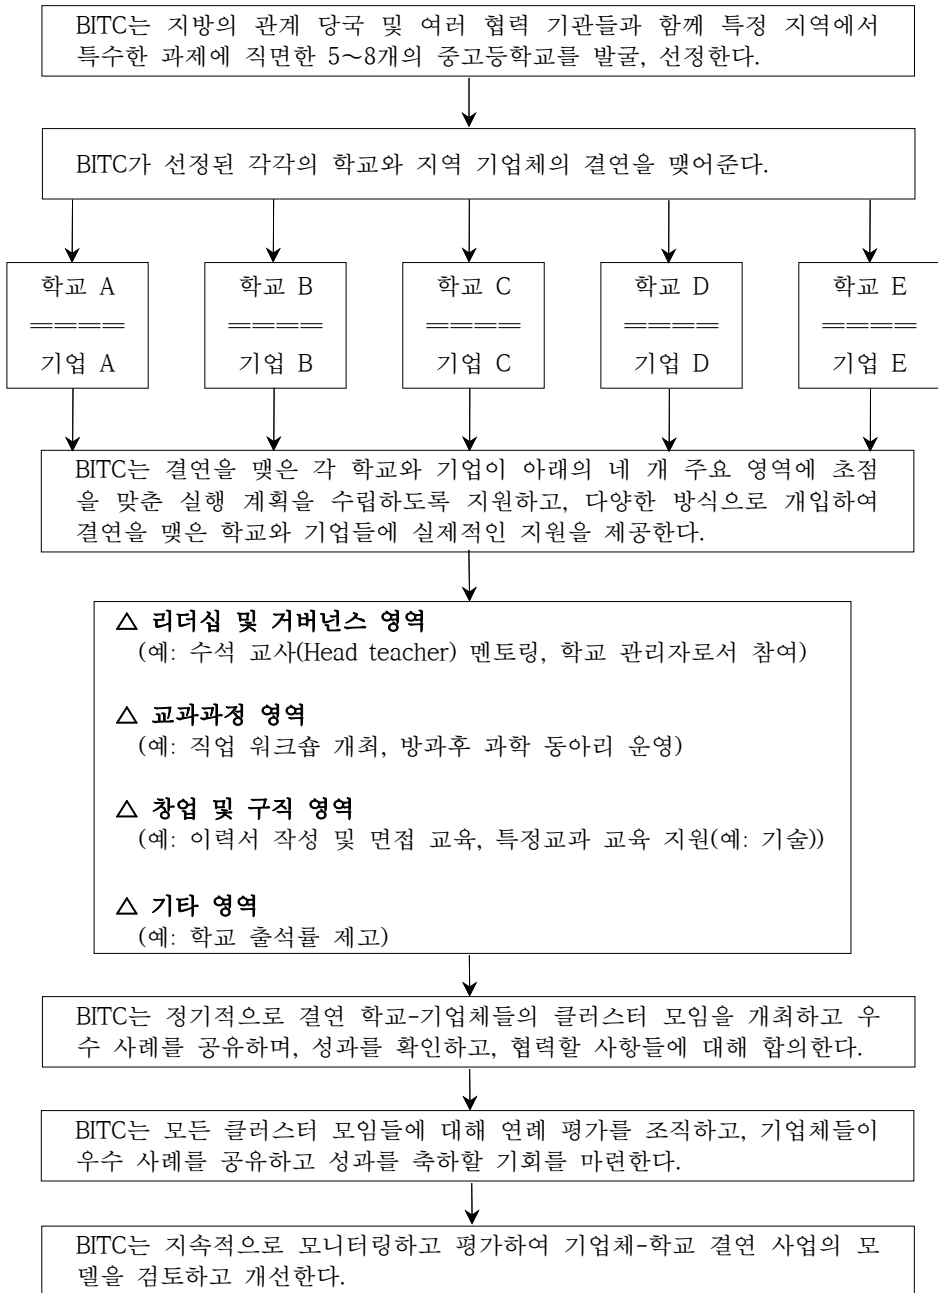 BITC는 지방의 관계 당국 및 여러 협력 기관들과 함께 특정 지역에서
특수한 과제에 직면한 5~8개의 중고등학교를 발굴, 선정한다.
BITC가 선정된 각각의 학교와 지역 기업체의 결연을 맺어준다.
학교 A
====
기업 A
학교 B
====
기업 B
학교 C
====
기업 C
학교 D
====
기업 D
학교 E
====
기업 E
BITC는 결연을 맺은 각 학교와 기업이 아래의 네 개 주요 영역에 초점
을 맞춘 실행 계획을 수립하도록 지원하고, 다양한 방식으로 개입하여
결연을 맺은 학교와 기업들에 실제적인 지원을 제공한다.
△ 리더십 및 거버넌스 영역
(예: 수석 교사(Head teacher) 멘토링, 학교 관리자로서 참여)
△ 교과과정 영역
(예: 직업 워크숍 개최, 방과후 과학 동아리 운영)
△ 창업 및 구직 영역
(예: 이력서 작성 및 면접 교육, 특정교과 교육 지원(예: 기술))
△ 기타 영역
(예: 학교 출석률 제고)
BITC는 정기적으로 결연 학교-기업체들의 클러스터 모임을 개최하고 우
수 사례를 공유하며, 성과를 확인하고, 협력할 사항들에 대해 합의한다.
BITC는 모든 클러스터 모임들에 대해 연례 평가를 조직하고, 기업체들이
우수 사례를 공유하고 성과를 축하할 기회를 마련한다.
BITC는 지속적으로 모니터링하고 평가하여 기업체-학교 결연 사업의 모
델을 검토하고 개선한다.